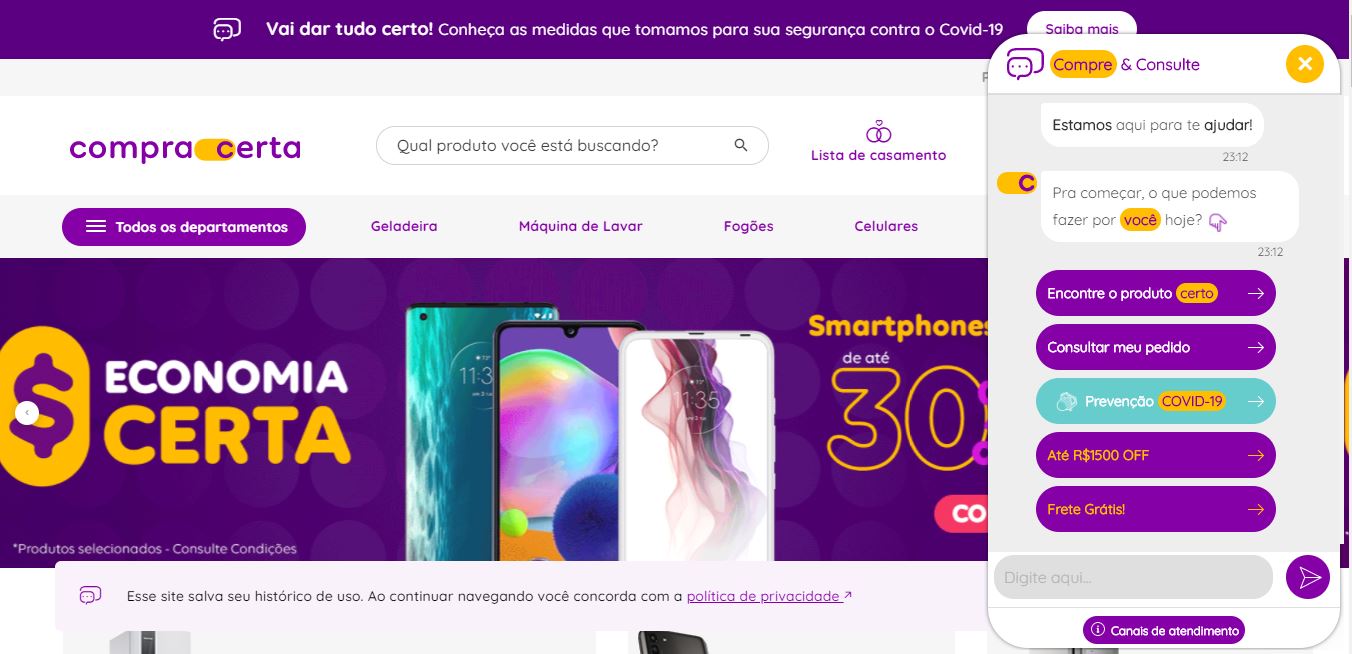 Vai dar tudo certo! Conheça as medidas que tomamos para sua segurança contra o Covid-19
Saiba mais
compra certa
Qual produto você está buscando?
Lista de casamento
Todos os departamentos
Geladeira
Máquina de Lavar
Fogões
Celulares
ECONOMIA
CERTA
*Produtos selecionados - Consulte Condições
11:35
Smartphones
de até
30%
CO
Esse site salva seu histórico de uso. Ao continuar navegando você concorda com a política de privacidade
Compre & Consulte
Estamos aqui para te ajudar!
23:12
C
Pra começar, o que podemos
fazer por você hoje?
23:12
Encontre o produto certo
Consultar meu pedido
Prevenção COVID-19
Até R$1500 OFF
Frete Grátis!
Digite aqui...
Canais de atendimento